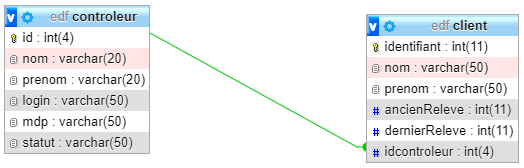 edf controleur
id : int(4)
nom : varchar(20)
prenom : varchar(20)
login : varchar(50)
mdp : varchar(50)
statut : varchar(50)
edf client
identifiant : int(11)
nom : varchar(50)
prenom : varchar(50)
ancienReleve : int(11)
dernierReleve : int(11)
idcontroleur : int(4)